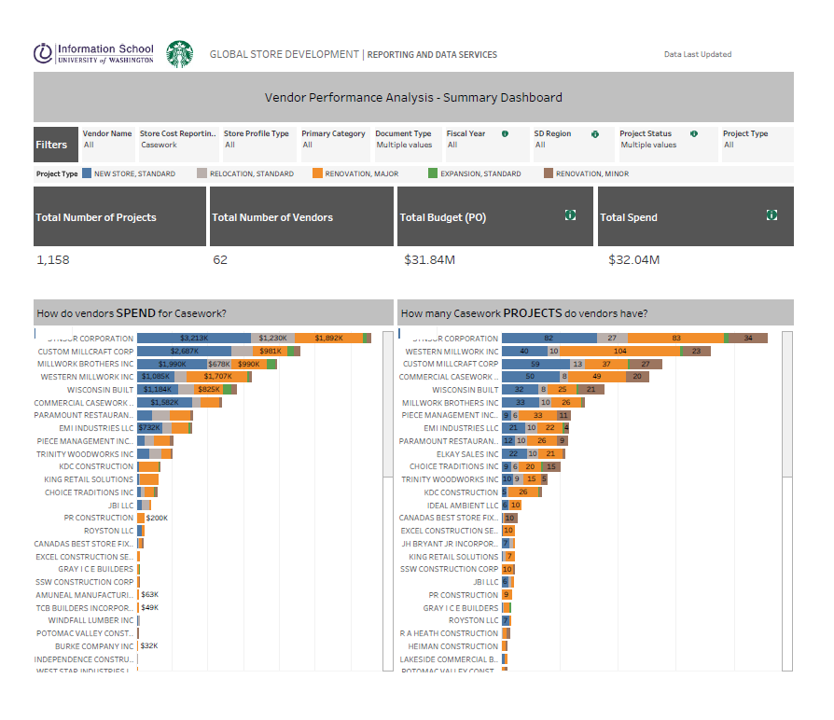 Information School
UNIVERSITY of WASHINGTON
GLOBAL STORE DEVELOPMENT | REPORTING AND DATA SERVICES
Data Last Updated
Vendor Performance Analysis - Summary Dashboard
Filters
Vendor Name Store Cost Reportin.. Store Profile Type Primary Category Document Type Fiscal Year SD Region Project Status Project Type
All Casework All All Multiple values All All Multiple values All
Project Type NEW STORE, STANDARD RELOCATION, STANDARD RENOVATION, MAJOR EXPANSION, STANDARD RENOVATION, MINOR
Total Number of Projects Total Number of Vendors Total Budget (PO) Total Spend
1,158 62 $31.84M $32.04M
How do vendors SPEND for Casework?
CORPORATION $3,213K $1,230K $1,892K
CUSTOM MILLCRAFT CORP $2,687K $981K
MILLWORK BROTHERS INC $1,990K $678K $990K
WESTERN MILLWORK INC $1,085K $1,707K
WISCONSIN BUILT $1,184K $825K
COMMERCIAL CASEWORK .. $1,582K
PARAMOUNT RESTAURAN..
EMI INDUSTRIES LLC $732K
PIECE MANAGEMENT INC..
TRINITY WOODWORKS INC
KDC CONSTRUCTION
KING RETAIL SOLUTIONS
CHOICE TRADITIONS INC
JBI LLC
PR CONSTRUCTION $200K
ROYSTON LLC
CANADAS BEST STORE FIX..
EXCEL CONSTRUCTION SE..
GRAY I C E BUILDERS
SSW CONSTRUCTION CORP
AMUNEAL MANUFACTURI.. $63K
TCB BUILDERS INCORPOR.. $49K
WINDFALL LUMBER INC
POTOMAC VALLEY CONST..
BURKE COMPANY INC $32K
INDEPENDENCE CONSTRU..
WEST STAR INDUSTRIES
How many Casework PROJECTS do vendors have?
CORPORATION 82 27 83 34
WESTERN MILLWORK INC 40 10 104 23
CUSTOM MILLCRAFT CORP 59 13 37 27
COMMERCIAL CASEWORK .. 50 8 49 20
WISCONSIN BUILT 32 8 25 21
MILLWORK BROTHERS INC 33 10 26
PIECE MANAGEMENT INC.. 9 6 33 11
EMI INDUSTRIES LLC 21 10 22 4
PARAMOUNT RESTAURAN.. 12 10 26 9
ELKAY SALES INC 22 10 21
CHOICE TRADITIONS INC 9 6 20 15
TRINITY WOODWORKS INC 10 9 15 5
KDC CONSTRUCTION 26
IDEAL AMBIENT LLC 10
CANADAS BEST STORE FIX.. 10
EXCEL CONSTRUCTION SE.. 10
JH BRYANT JR INCORPOR.. 7
KING RETAIL SOLUTIONS 7
SSW CONSTRUCTION CORP 10
JBI LLC 6
PR CONSTRUCTION 9
GRAY I C E BUILDERS
ROYSTON LLC 7
R A HEATH CONSTRUCTION
HEIMAN CONSTRUCTION
LAKESIDE COMMERCIAL B..
POTOMAC VALLEY CONST..